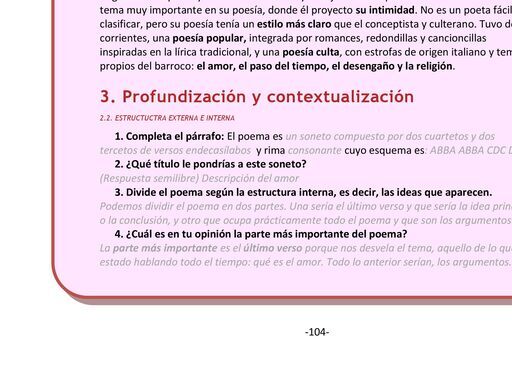 tema muy importante en su poesía, donde él proyecto su intimidad. No es un poeta fácil
clasificar, pero su poesía tenía un estilo más claro que el conceptista y culterano. Tuvo do
corrientes, una poesía popular, integrada por romances, redondillas y cancioncillas
inspiradas en la lírica tradicional, y una poesía culta, con estrofas de origen italiano y tem
propios del barroco: el amor, el paso del tiempo, el desengaño y la religión.
3. Profundización y contextualización
2.2. ESTRUCTUCTRA EXTERNA E INTERNA
1. Completa el párrafo: El poema es un soneto compuesto por dos cuartetos y dos
tercetos de versos endecasílabos y rima consonante cuyo esquema es: ABBA ABBA CDC D
2. ¿Qué título le pondrías a este soneto?
(Respuesta semilibre) Descripción del amor
3. Divide el poema según la estructura interna, es decir, las ideas que aparecen.
Podemos dividir el poema en dos partes. Una sería el último verso y que sería la idea prin
o la conclusión, y otro que ocupa prácticamente todo el poema y que son los argumentos
4. ¿Cuál es en tu opinión la parte más importante del poema?
La parte más importante es el último verso porque nos desvela el tema, aquello de lo qu
estado hablando todo el tiempo: qué es el amor. Todo lo anterior serían, los argumentos.
-104-